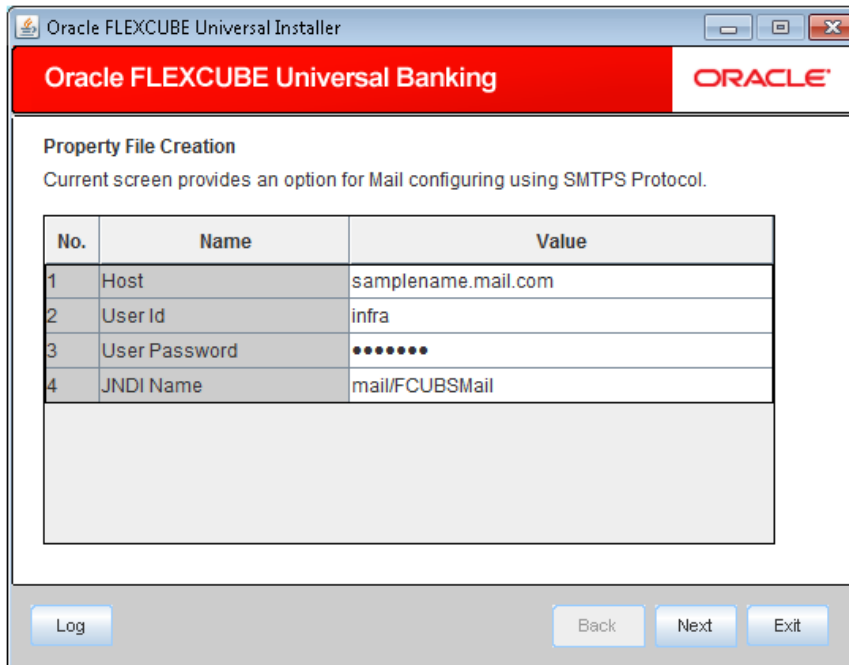 Oracle FLEXCUBE Universal Installer
Oracle FLEXCUBE Universal Banking
ORACLE
Property File Creation
Current screen provides an option for Mail configuring using SMTPS Protocol.
No. Name Value
1 Host samplename.mail.com
2 User Id infra
3 User Password •••••••
4 JNDI Name mail/FCUBSMail
Log Back Next Exit